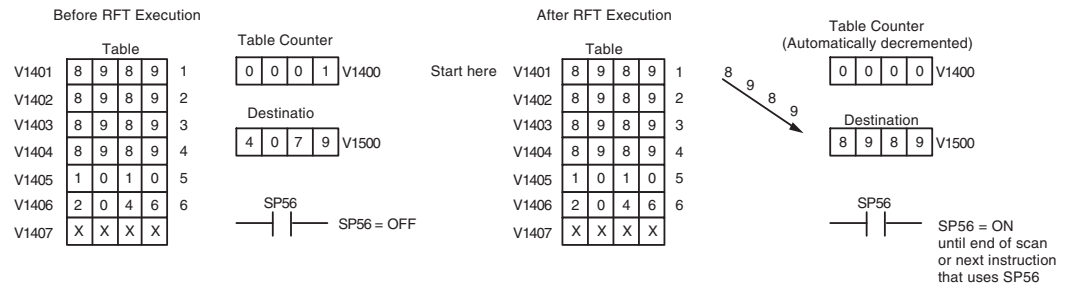 Before RFT Execution
Table
Table Counter
V1401 8 9 8 9 1
0 0 0 1 V1400
V1402 8 9 8 9 2
V1403 8 9 8 9 3
Destinatio
V1404 8 9 8 9 4
4 0 7 9 V1500
V1405 1 0 1 0 5
V1406 2 0 4 6 6
V1407 X X X X
SP56
SP56 = OFF
After RFT Execution
Table
Table Counter
(Automatically decremented)
Start here V1401 8 9 8 9 1
8 9 8 9
0 0 0 0 V1400
V1402 8 9 8 9 2
V1403 8 9 8 9 3
Destination
V1404 8 9 8 9 4
8 9 8 9 V1500
V1405 1 0 1 0 5
V1406 2 0 4 6 6
V1407 X X X X
SP56
SP56 = ON
until end of scan
or next instruction
that uses SP56